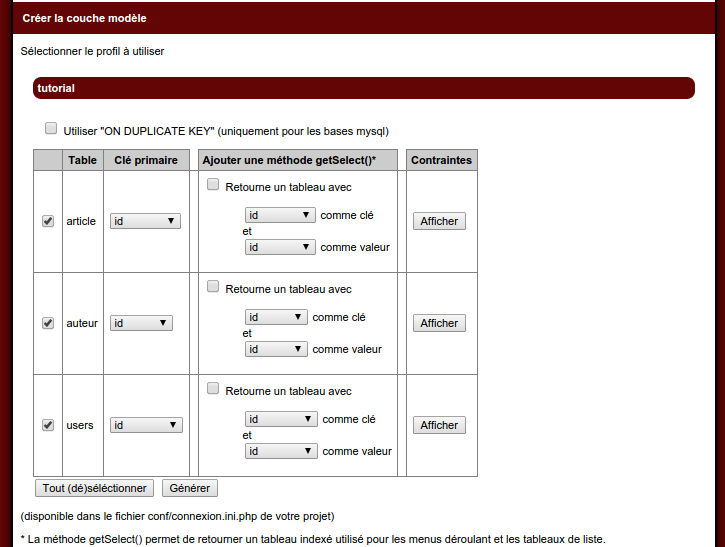 Créer la couche modèle
Sélectionner le profil à utiliser
tutorial
Utiliser "ON DUPLICATE KEY" (uniquement pour les bases mysql)
Table Clé primaire Ajouter une méthode getSelect()* Contraintes
Retourne un tableau avec
article id id comme clé Afficher
et
id comme valeur
Retourne un tableau avec
auteur id id comme clé Afficher
et
id comme valeur
Retourne un tableau avec
users id id comme clé Afficher
et
id comme valeur
Tout (dé)séléctionner Générer
(disponible dans le fichier conf/connexion.ini.php de votre projet)
* La méthode getSelect() permet de retourner un tableau indexé utilisé pour les menus déroulant et les tableaux de liste.